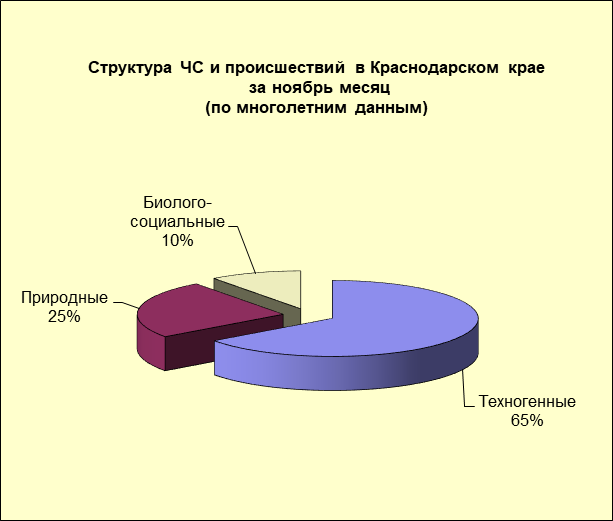 Структура ЧС и происшествий в Краснодарском крае
за ноябрь месяц
(по многолетним данным)
Биолого-
социальные
10%
Природные
25%
Техногенные
65%